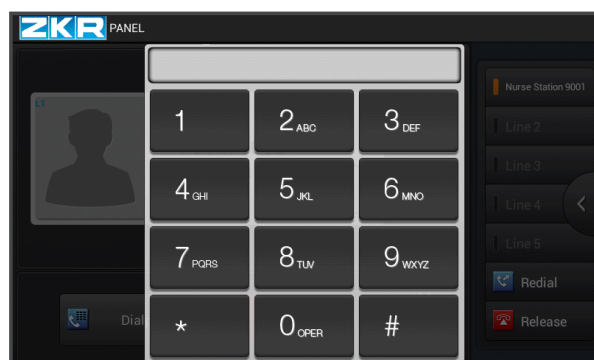 ZKR PANEL
Nurse Station 9001
1
2 ABC
3 DEF
Line 2
Line 3
4 GHI
5 JKL
6 MNO
Line 4
Line 5
7 PQRS
8 TUV
9 WXYZ
Redial
Dial
*
0 OPER
#
Release